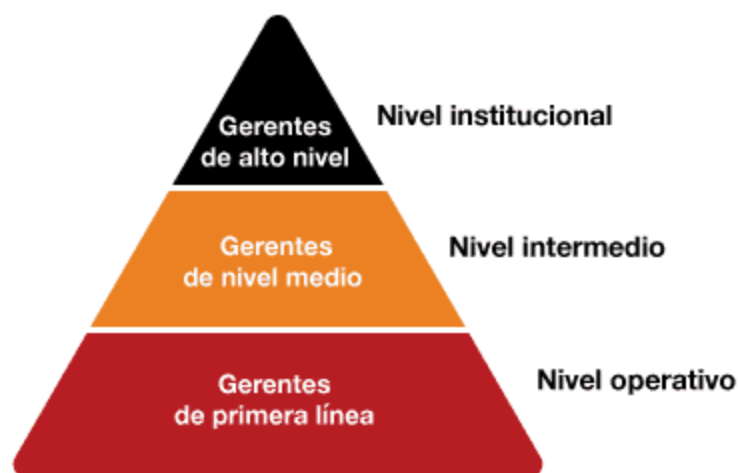 Gerentes
de alto nivel
Nivel institucional
Gerentes
de nivel medio
Nivel intermedio
Gerentes
de primera línea
Nivel operativo